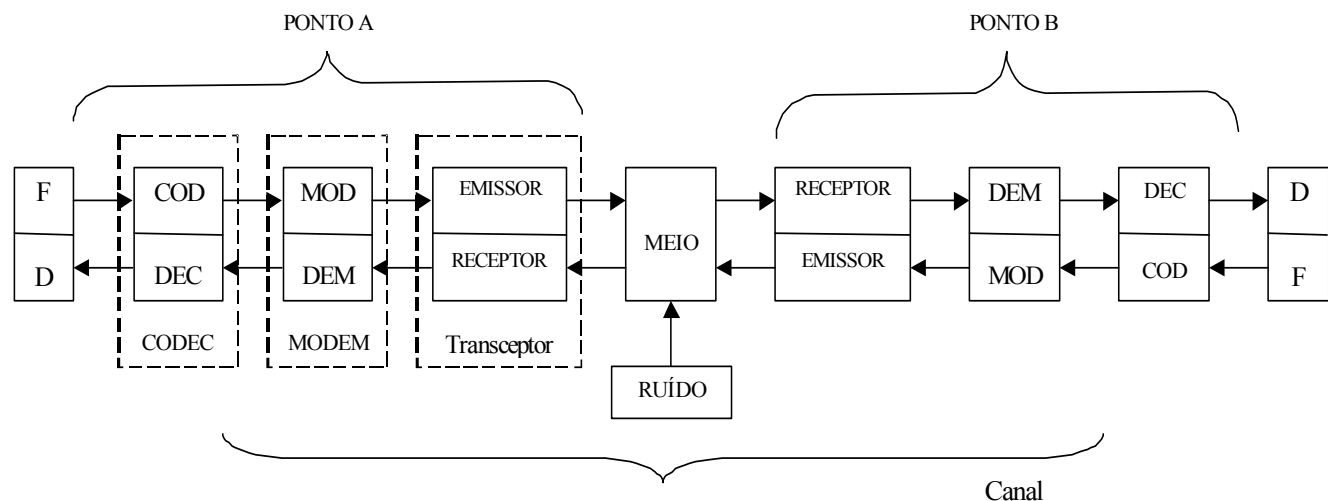 PONTO A
PONTO B
F
COD
MOD
EMISSOR
MEIO
RECEPTOR
DEM
DEC
D
D
DEC
DEM
RECEPTOR
EMISSOR
MOD
COD
F
CODEC
MODEM
Transceptor
RUÍDO
Canal